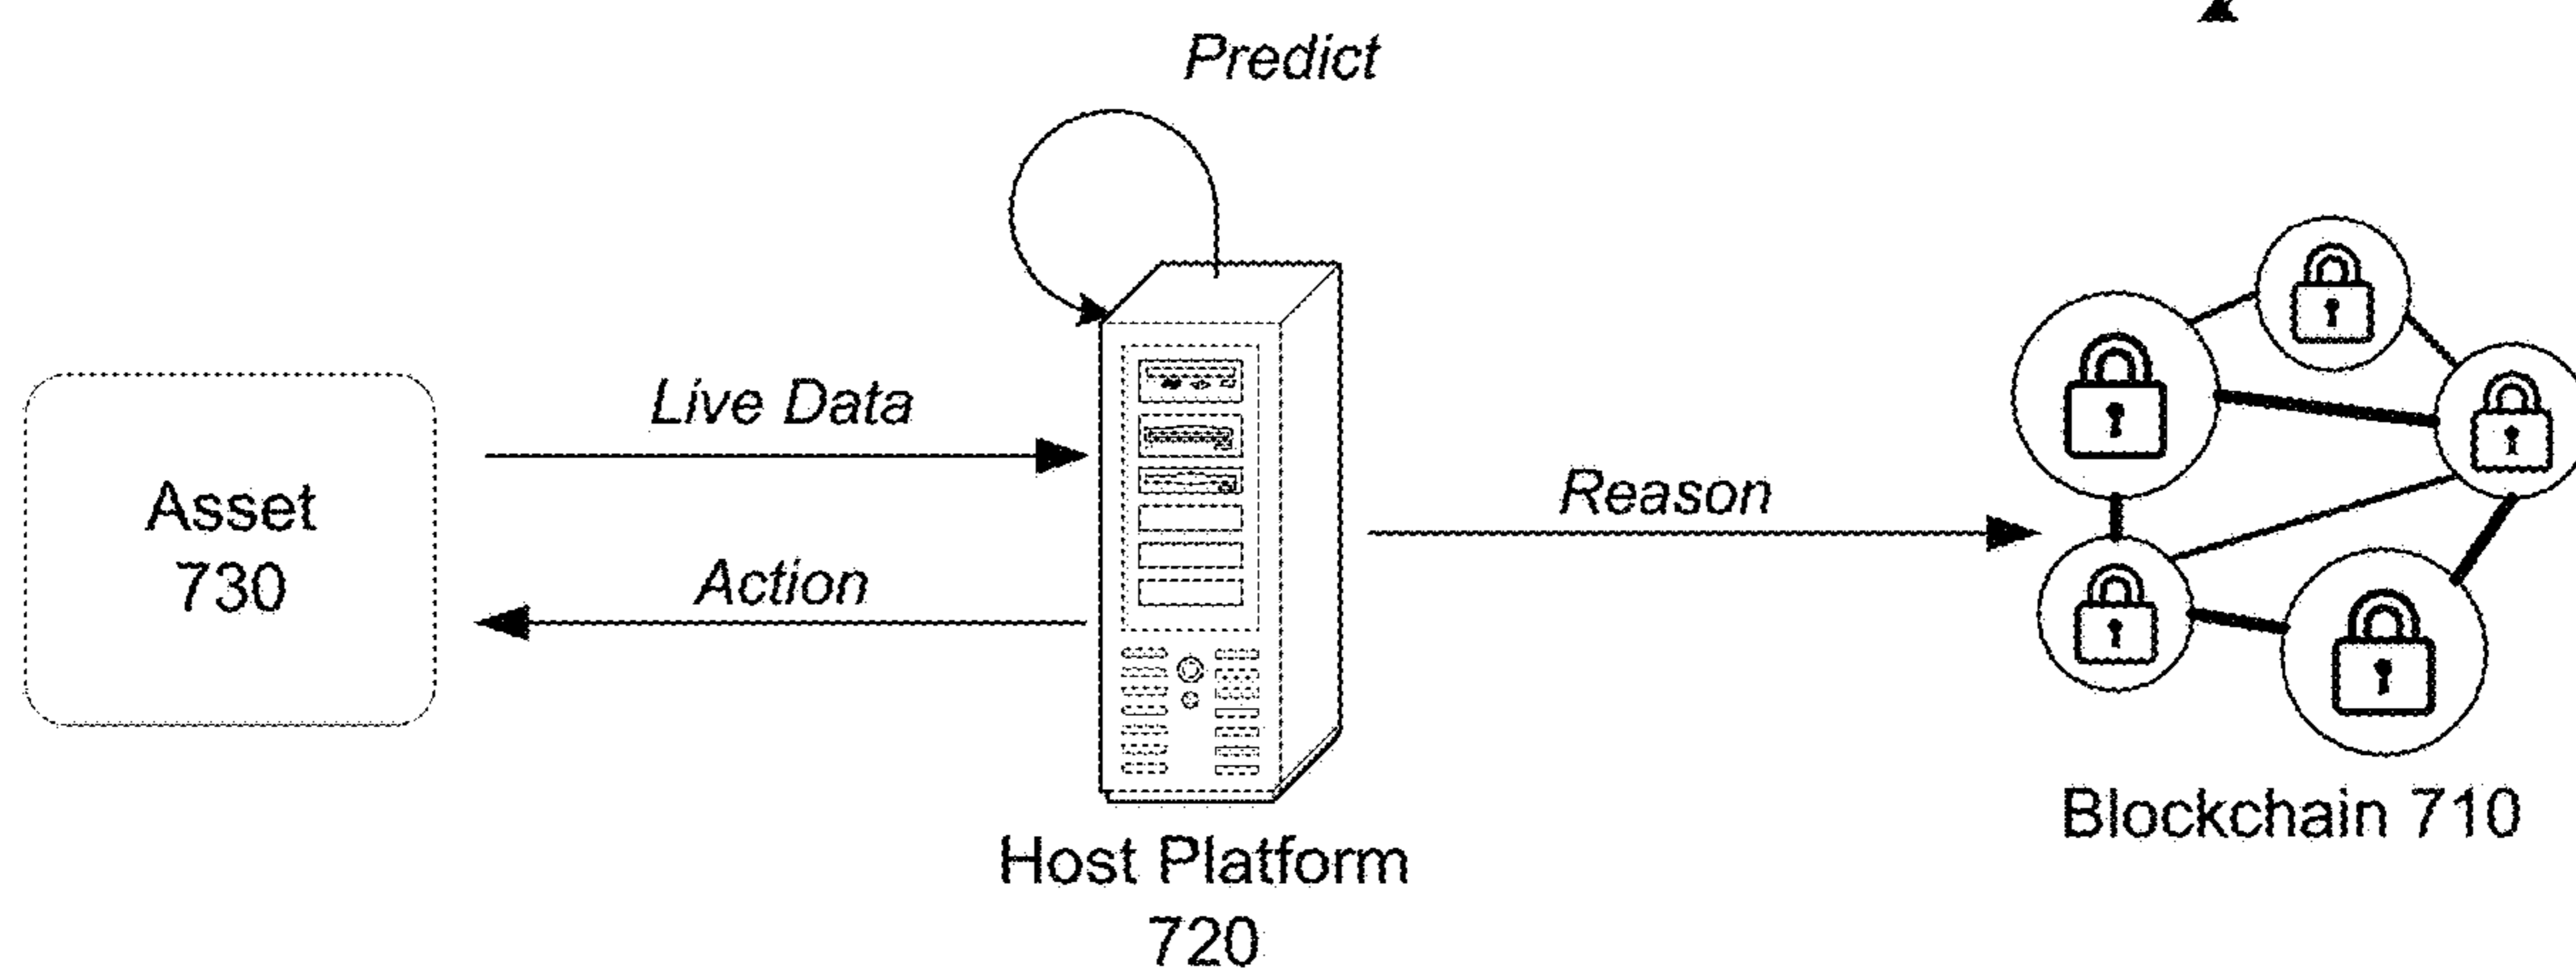 Predict
Live Data
Asset
730
Action
Reason
Host Platform
720
Blockchain 710